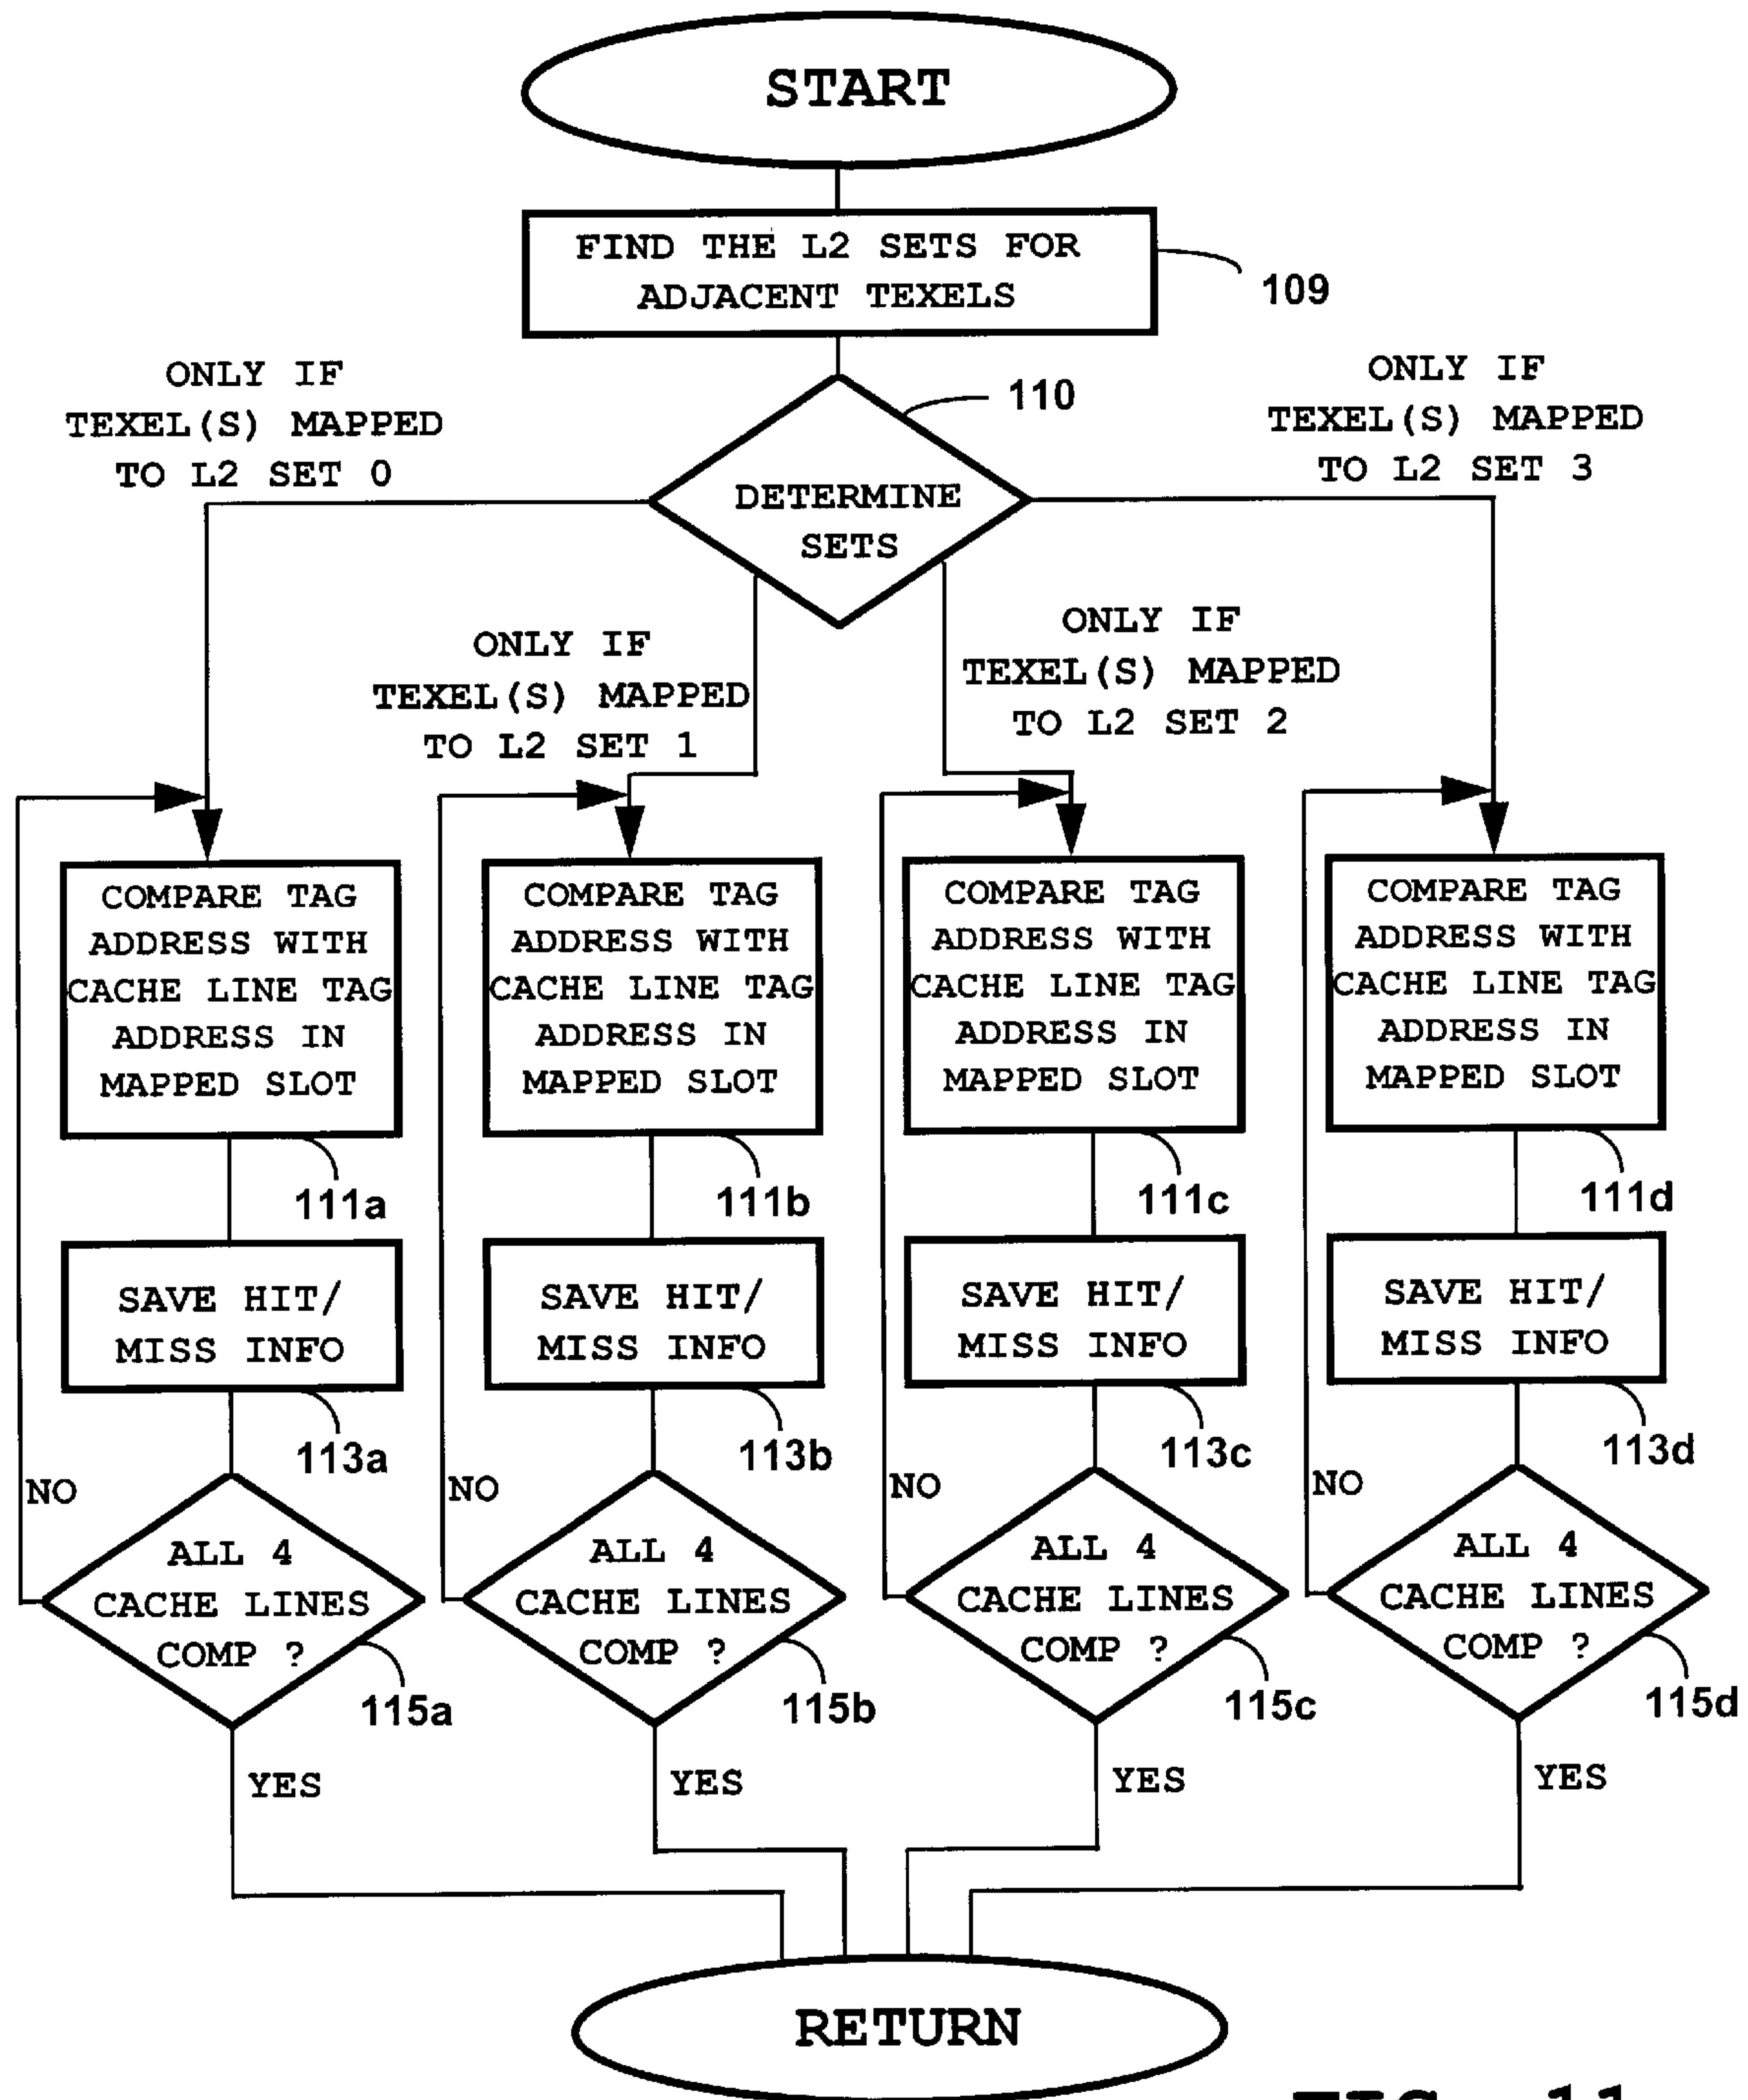 START
FIND THE L2 SETS FOR
ADJACENT TEXELS
109
110
DETERMINE
SETS
ONLY IF
TEXEL(S) MAPPED
TO L2 SET 0
ONLY IF
TEXEL(S) MAPPED
TO L2 SET 1
ONLY IF
TEXEL(S) MAPPED
TO L2 SET 2
ONLY IF
TEXEL(S) MAPPED
TO L2 SET 3
COMPARE TAG
ADDRESS WITH
CACHE LINE TAG
ADDRESS IN
MAPPED SLOT
111a
SAVE HIT/
MISS INFO
113a
NO
ALL 4
CACHE LINES
COMP ?
115a
YES
COMPARE TAG
ADDRESS WITH
CACHE LINE TAG
ADDRESS IN
MAPPED SLOT
111b
SAVE HIT/
MISS INFO
113b
NO
ALL 4
CACHE LINES
COMP ?
115b
YES
COMPARE TAG
ADDRESS WITH
CACHE LINE TAG
ADDRESS IN
MAPPED SLOT
111c
SAVE HIT/
MISS INFO
113c
NO
ALL 4
CACHE LINES
COMP ?
115c
YES
COMPARE TAG
ADDRESS WITH
CACHE LINE TAG
ADDRESS IN
MAPPED SLOT
111d
SAVE HIT/
MISS INFO
113d
NO
ALL 4
CACHE LINES
COMP ?
115d
YES
RETURN